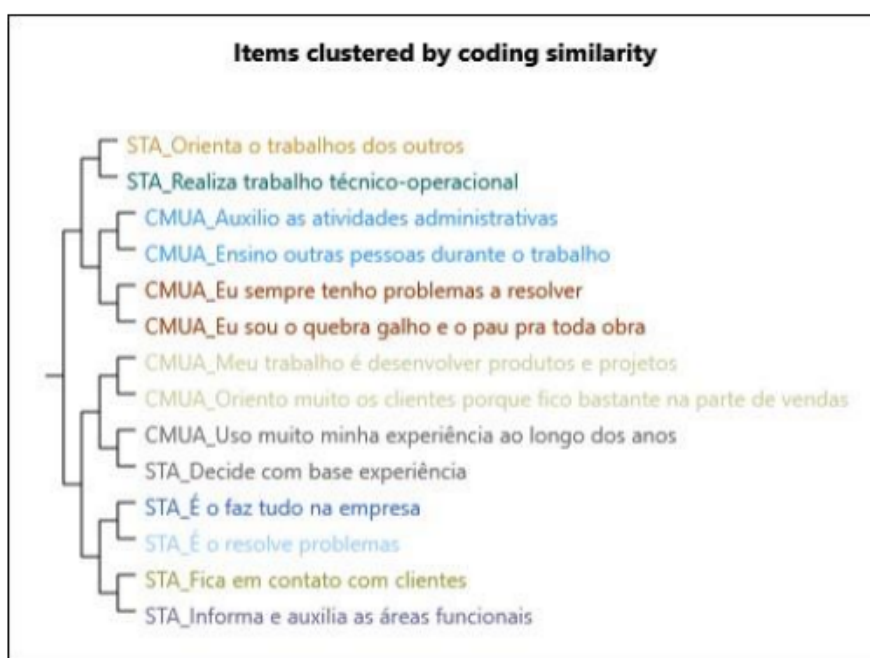 Items clustered by coding similarity
STA_Orienta o trabalhos dos outros
STA_Realiza trabalho técnico-operacional
CMUA_Auxilio as atividades administrativas
CMUA_Ensino outras pessoas durante o trabalho
CMUA_Eu sempre tenho problemas a resolver
CMUA_Eu sou o quebra galho e o pau pra toda obra
CMUA_Meu trabalho é desenvolver produtos e projetos
CMUA_Oriento muito os clientes porque fico bastante na parte de vendas
CMUA_Uso muito minha experiência ao longo dos anos
STA_Decide com base experiência
STA_É o faz tudo na empresa
STA_É o resolve problemas
STA_Fica em contato com clientes
STA_Informa e auxilia as áreas funcionais